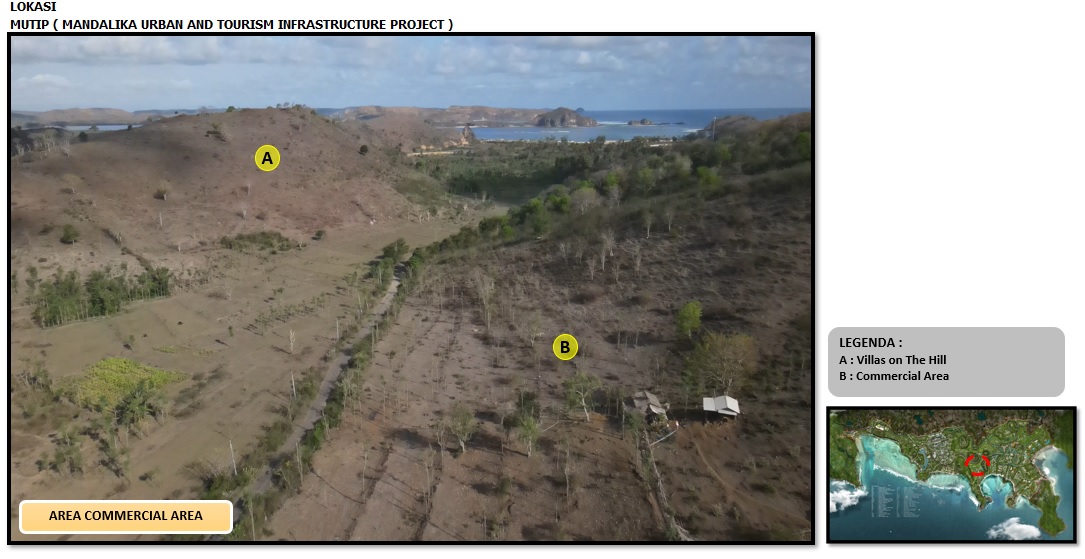 LOKASI
MUTIP ( MANDALIKA URBAN AND TOURISM INFRASTRUCTURE PROJECT )
A
B
LEGENDA :
A : Villas on The Hill
B : Commercial Area
AREA COMMERCIAL AREA